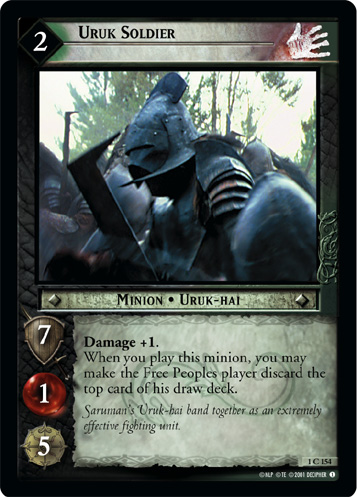 2
URUK SOLDIER
MINION • URUK-HAI
7
Damage +1.
When you play this minion, you may
make the Free Peoples player discard the
top card of his draw deck.
1
Saruman's Uruk-hai band together as an extremely
effective fighting unit.
5
1 C 154
©NLP ©TE ©2001 DECIPHER 1